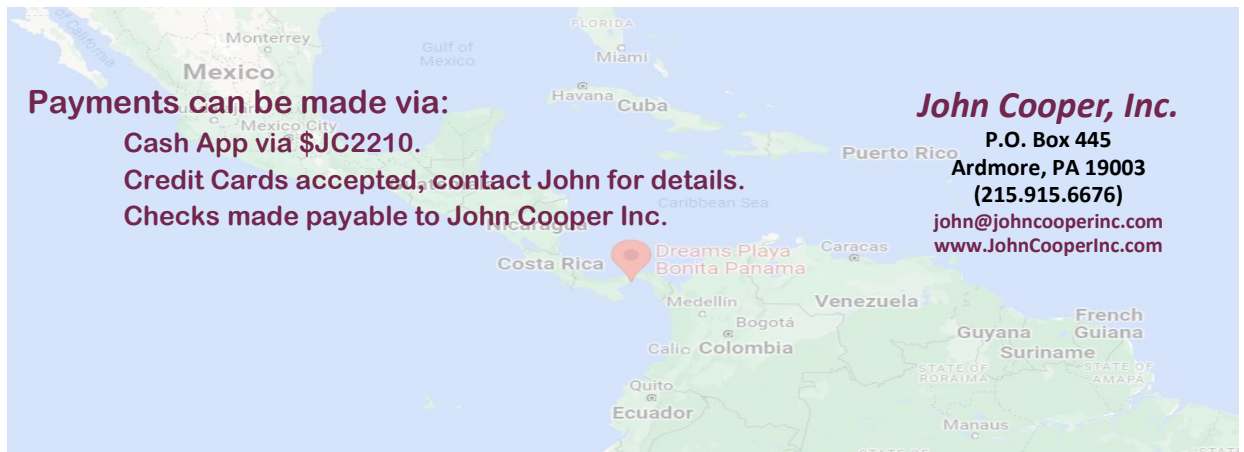 FLORIDA
Monterrey
Gulf of
Mexico
Miami
Mexico
Havana
Cuba
Payments can be made via:
Mexico City
Cash App via $JC2210.
Credit Cards accepted, contact John for details.
Checks made payable to John Cooper Inc.
John Cooper, Inc.
P.O. Box 445
Ardmore, PA 19003
(215.915.6676)
john@johncooperinc.com
www.JohnCooperInc.com
Puerto Rico
Caribbean Sea
Nicaragua
Costa Rica
Dreams Playa
Bonita Panama
Caracas
Medellín
Venezuela
Bogotá
French
Guiana
Guyana
Cali
Colombia
Suriname
STATE OF
RORAIMA
STATE OF
AMAPÁ
Quito
Ecuador
Manaus